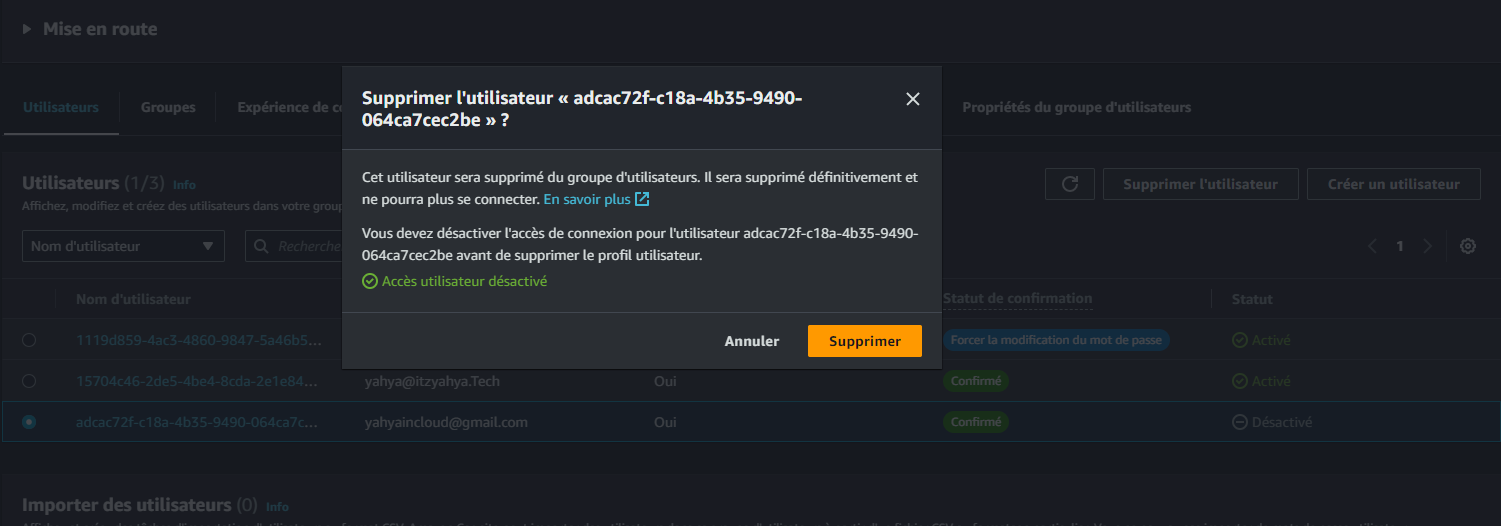 Mise en route
Supprimer l'utilisateur « adcac72f-c18a-4b35-9490-
064ca7cec2be » ?
Utilisateurs
Groupes
Expérience de co
Propriétés du groupe d'utilisateurs
Cet utilisateur sera supprimé du groupe d'utilisateurs. Il sera supprimé définitivement et
ne pourra plus se connecter. En savoir plus
Vous devez désactiver l'accès de connexion pour l'utilisateur adcac72f-c18a-4b35-9490-
064ca7cec2be avant de supprimer le profil utilisateur.
Accès utilisateur désactivé
Annuler
Supprimer
Utilisateurs (1/3) Info
Affichez, modifiez et créez des utilisateurs dans votre group
Supprimer l'utilisateur
Créer un utilisateur
Nom d'utilisateur
Recherche
1
Nom d'utilisateur
Statut de confirmation
Statut
1119d859-4ac3-4860-9847-5a46b5...
Forcer la modification du mot de passe
Activé
15704c46-2de5-4be4-8cda-2e1e84...
yahya@itzyahya.Tech
Oui
Confirmé
Activé
adcac72f-c18a-4b35-9490-064ca7c...
yahyaincloud@gmail.com
Oui
Confirmé
Désactivé
Importer des utilisateurs (0) Info